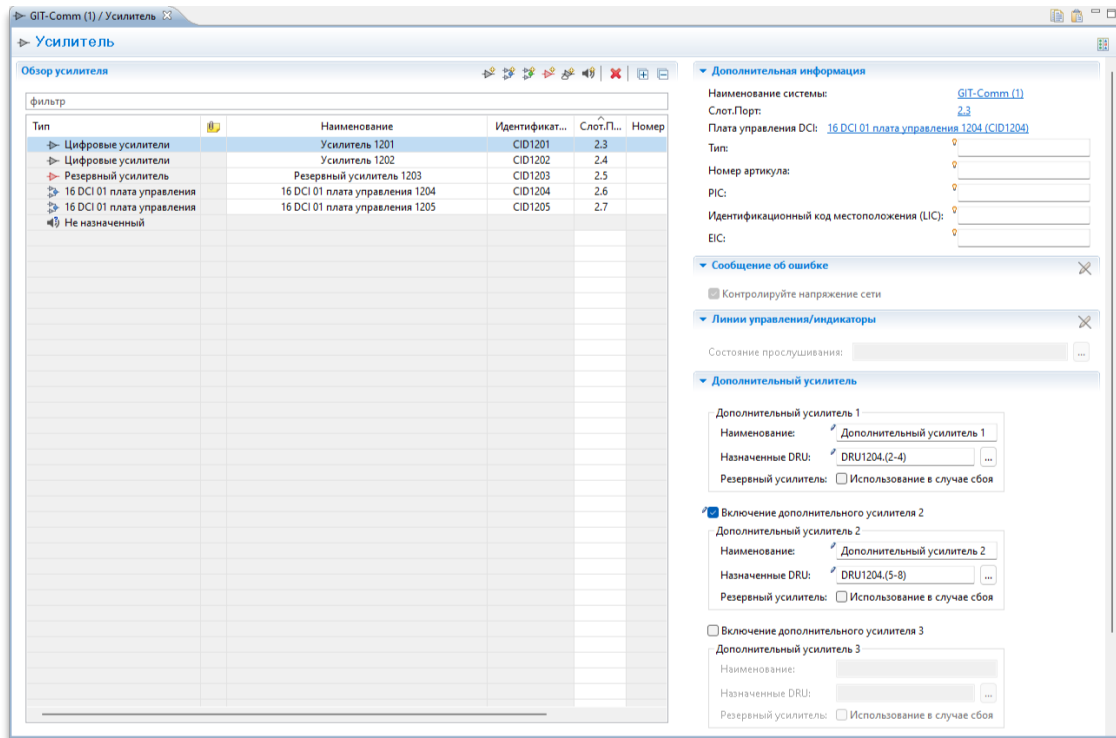 GIT-Comm (1) / Усилитель
Усилитель
Обзор усилителя
фильтр
Тип Наименование Идентификат... Слот.П... Номер
Цифровые усилители Усилитель 1201 CID1201 2.3
Цифровые усилители Усилитель 1202 CID1202 2.4
Резервный усилитель Резервный усилитель 1203 CID1203 2.5
16 DCI 01 плата управления 16 DCI 01 плата управления 1204 CID1204 2.6
16 DCI 01 плата управления 16 DCI 01 плата управления 1205 CID1205 2.7
Не назначенный
Дополнительная информация
Наименование системы: GIT-Comm (1)
Слот.Порт: 2.3
Плата управления DCI: 16 DCI 01 плата управления 1204 (CID1204)
Тип:
Номер артикула:
PIC:
Идентификационный код местоположения (LIC):
EIC:
Сообщение об ошибке
Контролируйте напряжение сети
Линии управления/индикаторы
Состояние прослушивания: ...
Дополнительный усилитель
Дополнительный усилитель 1
Наименование: Дополнительный усилитель 1
Назначенные DRU: DRU1204.(2-4) ...
Резервный усилитель: Использование в случае сбоя
Включение дополнительного усилителя 2
Дополнительный усилитель 2
Наименование: Дополнительный усилитель 2
Назначенные DRU: DRU1204.(5-8) ...
Резервный усилитель: Использование в случае сбоя
Включение дополнительного усилителя 3
Дополнительный усилитель 3
Наименование:
Назначенные DRU: ...
Резервный усилитель: Использование в случае сбоя